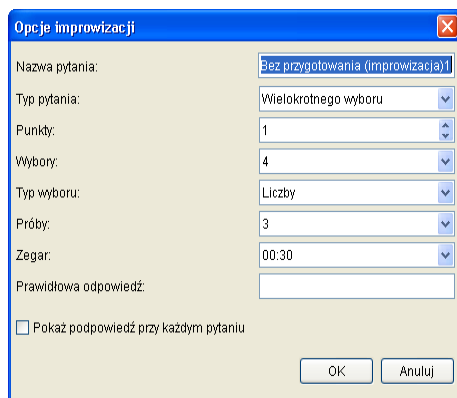 Opcje improwizacji
Nazwa pytania: Bez przygotowania (improwizacja)1
Typ pytania: Wielokrotnego wyboru
Punkty: 1
Wybory: 4
Typ wyboru: Liczby
Próby: 3
Zegar: 00:30
Prawidłowa odpowiedź:
Pokaż podpowiedź przy każdym pytaniu
OK Anuluj